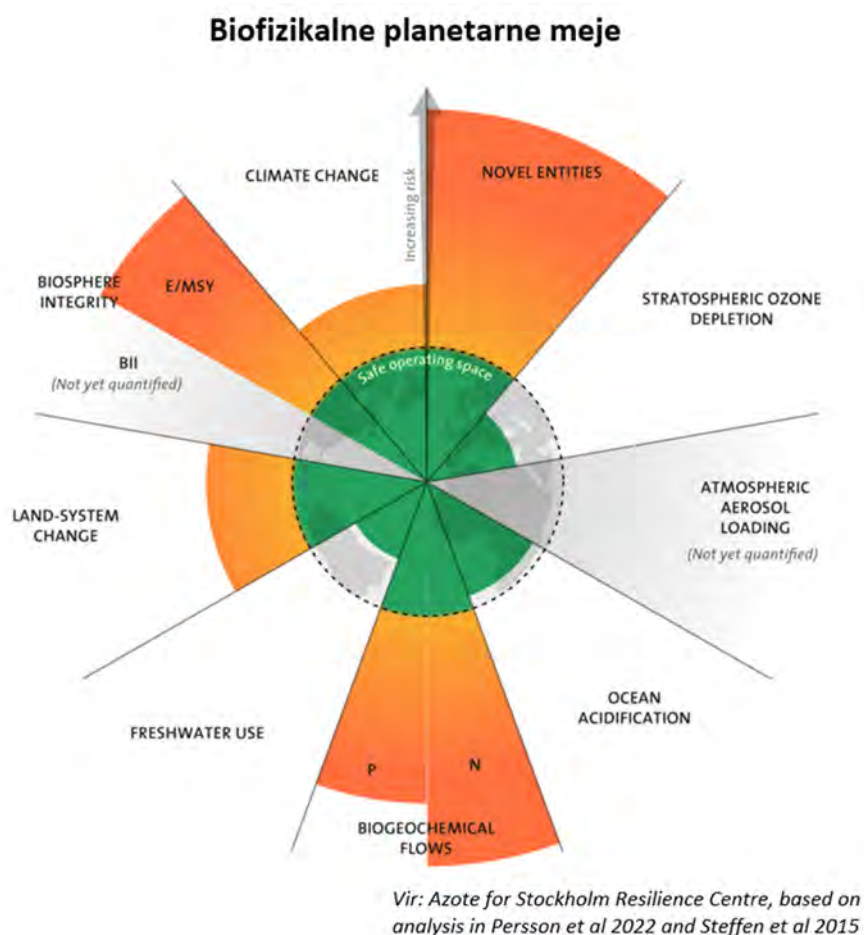 Biofizikalne planetarne meje
CLIMATE CHANGE
Increasing risk
NOVEL ENTITIES
BIOSPHERE
INTEGRITY
E/MSY
STRATOSPHERIC OZONE
DEPLETION
BII
(Not yet quantified)
Safe operating space
LAND-SYSTEM
CHANGE
ATMOSPHERIC
AEROSOL
LOADING
(Not yet quantified)
FRESHWATER USE
OCEAN
ACIDIFICATION
P
N
BIOGEOCHEMICAL
FLOWS
Vir: Azote for Stockholm Resilience Centre, based on
analysis in Persson et al 2022 and Steffen et al 2015